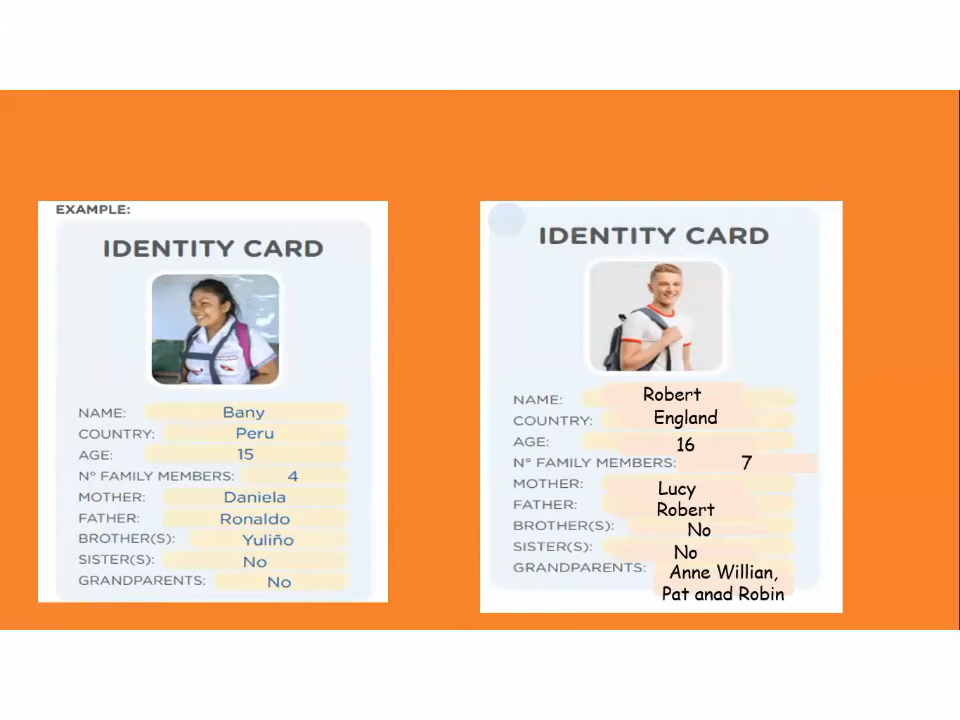 EXAMPLE:
IDENTITY CARD
NAME: Bany
COUNTRY: Peru
AGE: 15
N° FAMILY MEMBERS: 4
MOTHER: Daniela
FATHER: Ronaldo
BROTHER(S): Yuliño
SISTER(S): No
GRANDPARENTS: No
IDENTITY CARD
NAME: Robert
COUNTRY: England
AGE: 16
N° FAMILY MEMBERS: 7
MOTHER: Lucy
FATHER: Robert
BROTHER(S): No
SISTER(S): No
GRANDPARENTS: Anne Willian,
Pat anad Robin